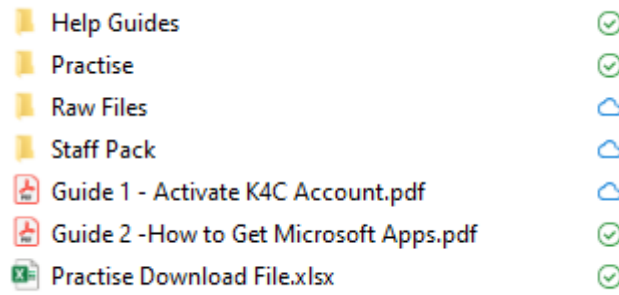 Help Guides
Practise
Raw Files
Staff Pack
Guide 1 - Activate K4C Account.pdf
Guide 2 -How to Get Microsoft Apps.pdf
Practise Download File.xlsx